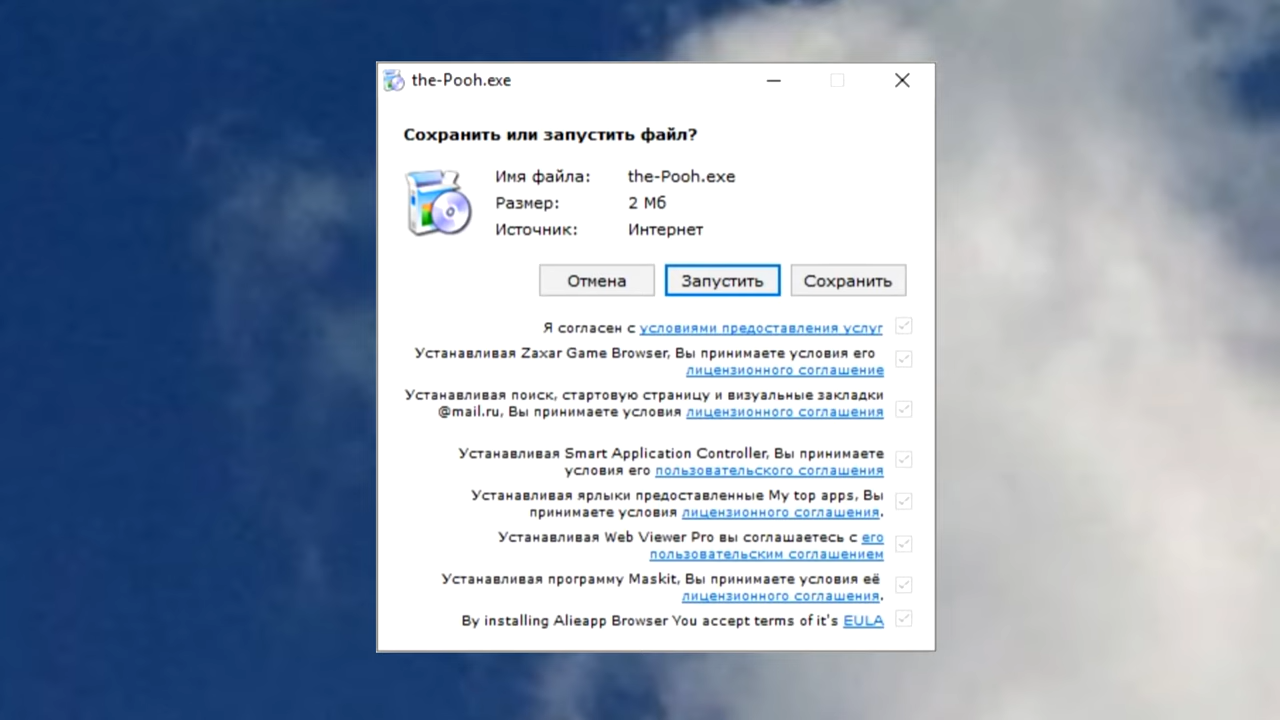 the-Pooh.exe
Сохранить или запустить файл?
Имя файла: the-Pooh.exe
Размер: 2 Мб
Источник: Интернет
Отмена Запустить Сохранить
Я согласен с условиями предоставления услуг
Устанавливая Zaxar Game Browser, Вы принимаете условия его
лицензионного соглашение
Устанавливая поиск, стартовую страницу и визуальные закладки
@mail.ru, Вы принимаете условия лицензионного соглашения
Устанавливая Smart Application Controller, Вы принимаете
условия его пользовательского соглашения
Устанавливая ярлыки предоставленные My top apps, Вы
принимаете условия лицензионного соглашения.
Устанавливая Web Viewer Pro вы соглашаетесь с его
пользовательским соглашением
Устанавливая программу Maskit, Вы принимаете условия её
лицензионного соглашения.
By installing Alieapp Browser You accept terms of it's EULA